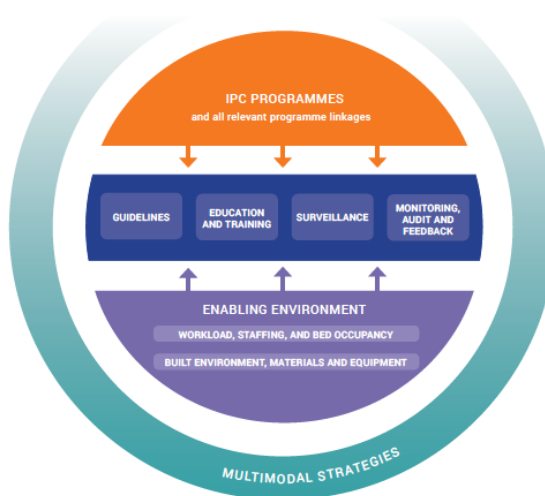 IPC PROGRAMMES
and all relevant programme linkages
GUIDELINES
EDUCATION
AND TRAINING
SURVEILLANCE
MONITORING,
AUDIT AND
FEEDBACK
ENABLING ENVIRONMENT
WORKLOAD, STAFFING, AND BED OCCUPANCY
BUILT ENVIRONMENT, MATERIALS AND EQUIPMENT
MULTIMODAL STRATEGIES